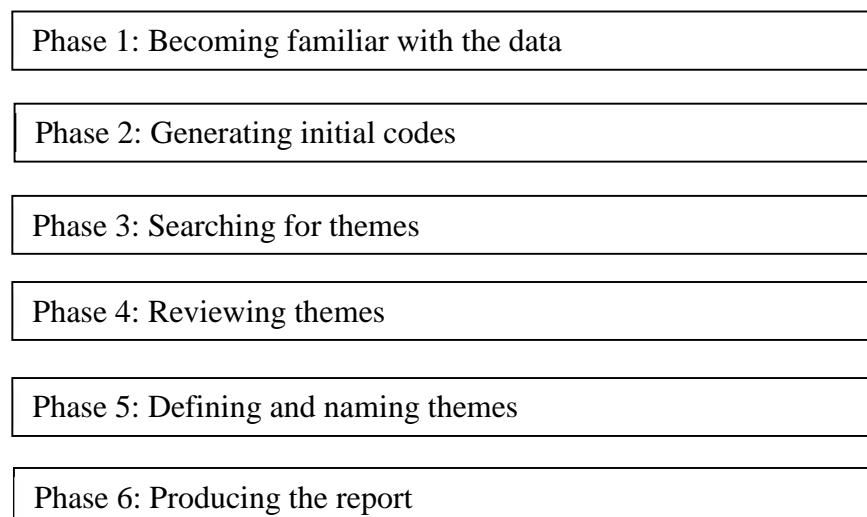 Phase 1: Becoming familiar with the data
Phase 2: Generating initial codes
Phase 3: Searching for themes
Phase 4: Reviewing themes
Phase 5: Defining and naming themes
Phase 6: Producing the report